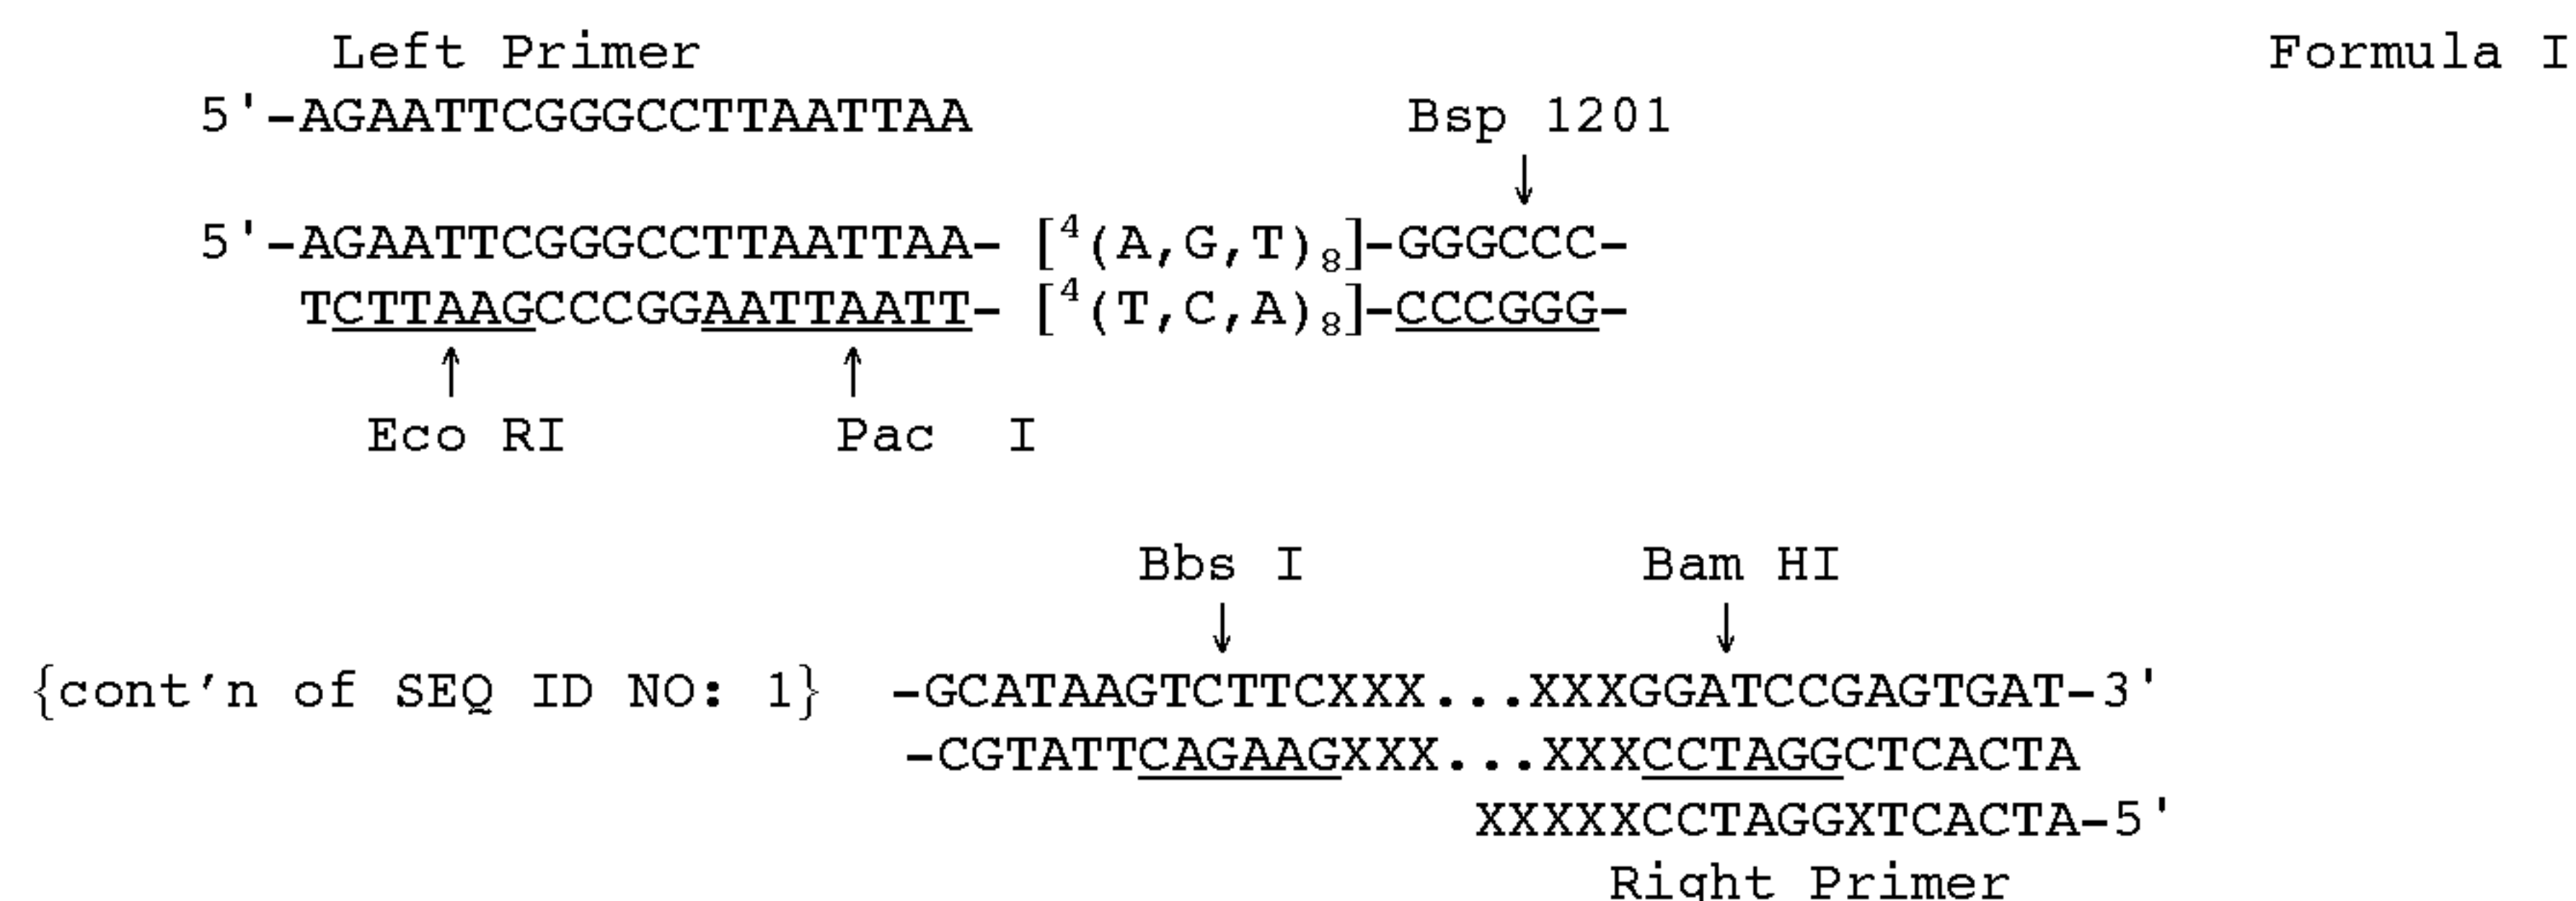 Left Primer Formula I
5'-AGAATTCGGGCCTTAATTAA Bsp 1201
↓
5'-AGAATTCGGGCCTTAATTAA- [⁴(A,G,T)₈]-GGGCCC-
TCTTAAGCCCGGAATTAATT- [⁴(T,C,A)₈]-CCCGGG-
↑ ↑
Eco RI Pac I
Bbs I Bam HI
↓ ↓
{cont'n of SEQ ID NO: 1} -GCATAAGTCTTCXXX...XXXGGATCCGAGTGAT-3'
-CGTATTCAGAAGXXX...XXXCCTAGGCTCACTA
XXXXXCCTAGGXTCACTA-5'
Right Primer